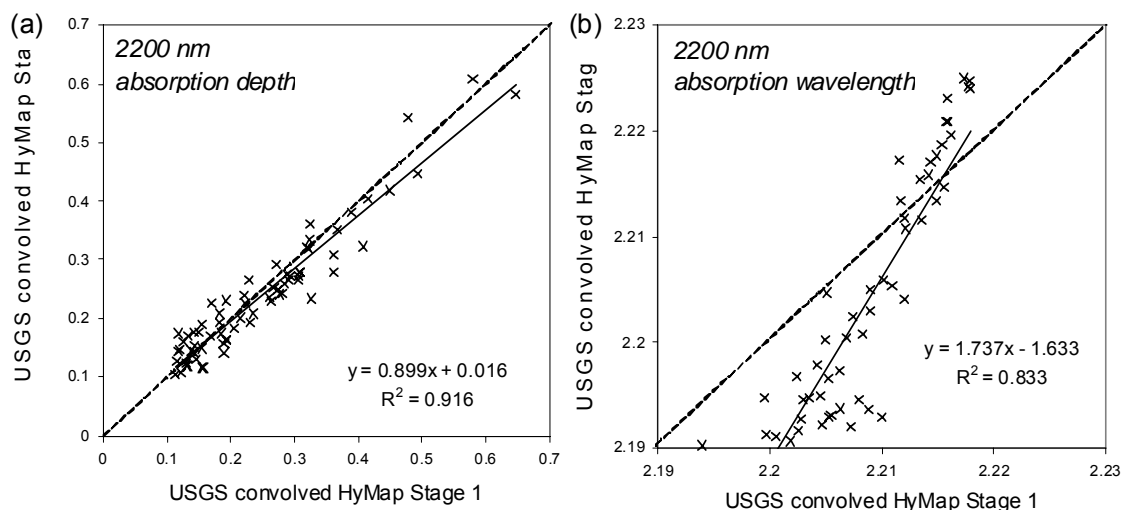 (a)
USGS convolved HyMap Sta
0.7
0.6
0.5
0.4
0.3
0.2
0.1
0
2200 nm
absorption depth
y = 0.899x + 0.016
R² = 0.916
0 0.1 0.2 0.3 0.4 0.5 0.6 0.7
USGS convolved HyMap Stage 1
(b)
USGS convolved HyMap Stag
2.23
2.22
2.21
2.2
2.19
2200 nm
absorption wavelength
y = 1.737x - 1.633
R² = 0.833
2.19 2.2 2.21 2.22 2.23
USGS convolved HyMap Stage 1